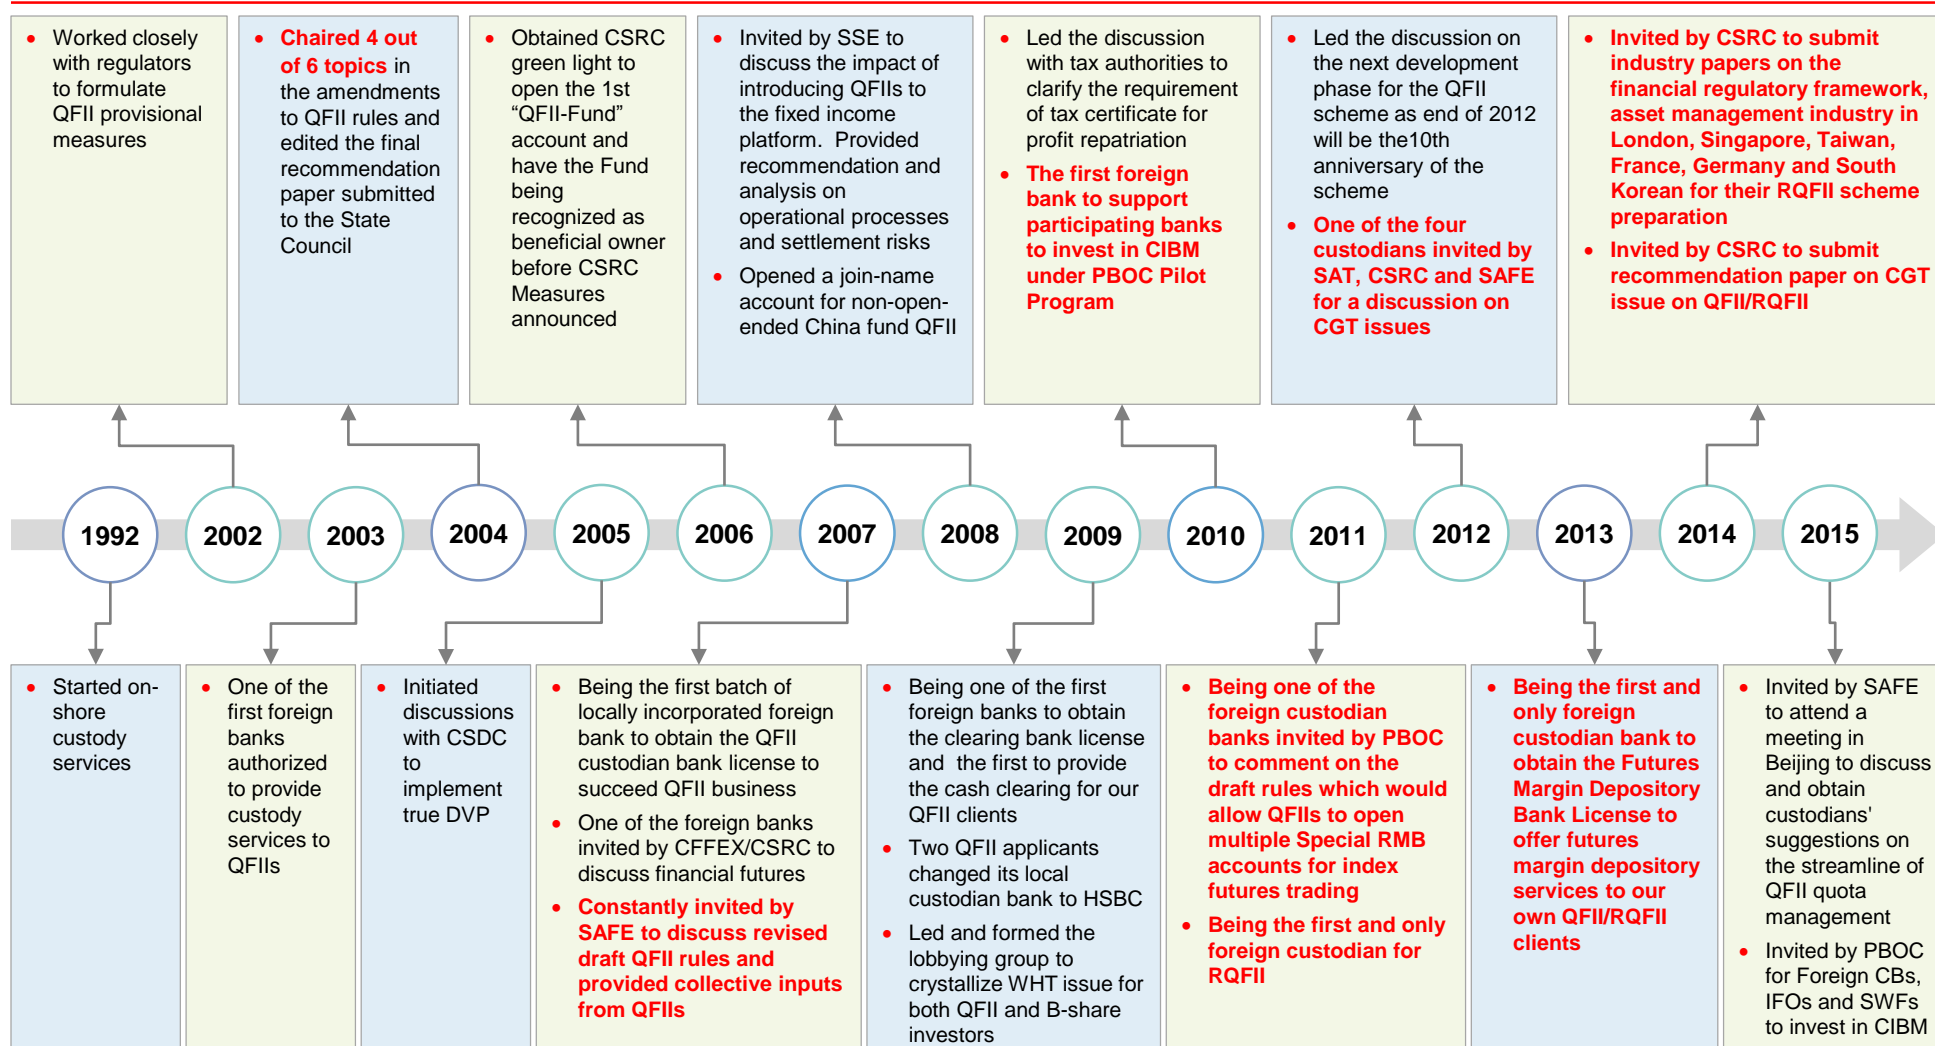 • Worked closely
with regulators
to formulate
QFII provisional
measures
• Chaired 4 out
of 6 topics in
the amendments
to QFII rules and
edited the final
recommendation
paper submitted
to the State
Council
• Obtained CSRC
green light to
open the 1st
“QFII-Fund”
account and
have the Fund
being
recognized as
beneficial owner
before CSRC
Measures
announced
• Invited by SSE to
discuss the impact of
introducing QFIIs to
the fixed income
platform. Provided
recommendation and
analysis on
operational processes
and settlement risks
• Opened a join-name
account for non-open-
ended China fund QFII
• Led the discussion
with tax authorities to
clarify the requirement
of tax certificate for
profit repatriation
• The first foreign
bank to support
participating banks
to invest in CIBM
under PBOC Pilot
Program
• Led the discussion on
the next development
phase for the QFII
scheme as end of 2012
will be the10th
anniversary of the
scheme
• One of the four
custodians invited by
SAT, CSRC and SAFE
for a discussion on
CGT issues
• Invited by CSRC to submit
industry papers on the
financial regulatory framework,
asset management industry in
London, Singapore, Taiwan,
France, Germany and South
Korean for their RQFII scheme
preparation
• Invited by CSRC to submit
recommendation paper on CGT
issue on QFII/RQFII
1992 2002 2003 2004 2005 2006 2007 2008 2009 2010 2011 2012 2013 2014 2015
• Started on-
shore
custody
services
• One of the
first foreign
banks
authorized
to provide
custody
services to
QFIIs
• Initiated
discussions
with CSDC
to
implement
true DVP
• Being the first batch of
locally incorporated foreign
bank to obtain the QFII
custodian bank license to
succeed QFII business
• One of the foreign banks
invited by CFFEX/CSRC to
discuss financial futures
• Constantly invited by
SAFE to discuss revised
draft QFII rules and
provided collective inputs
from QFIIs
• Being one of the first
foreign banks to obtain
the clearing bank license
and the first to provide
the cash clearing for our
QFII clients
• Two QFII applicants
changed its local
custodian bank to HSBC
• Led and formed the
lobbying group to
crystallize WHT issue for
both QFII and B-share
investors
• Being one of the
foreign custodian
banks invited by PBOC
to comment on the
draft rules which would
allow QFIIs to open
multiple Special RMB
accounts for index
futures trading
• Being the first and only
foreign custodian for
RQFII
• Being the first and
only foreign
custodian bank to
obtain the Futures
Margin Depository
Bank License to
offer futures
margin depository
services to our
own QFII/RQFII
clients
• Invited by SAFE
to attend a
meeting in
Beijing to discuss
and obtain
custodians'
suggestions on
the streamline of
QFII quota
management
• Invited by PBOC
for Foreign CBs,
IFOs and SWFs
to invest in CIBM